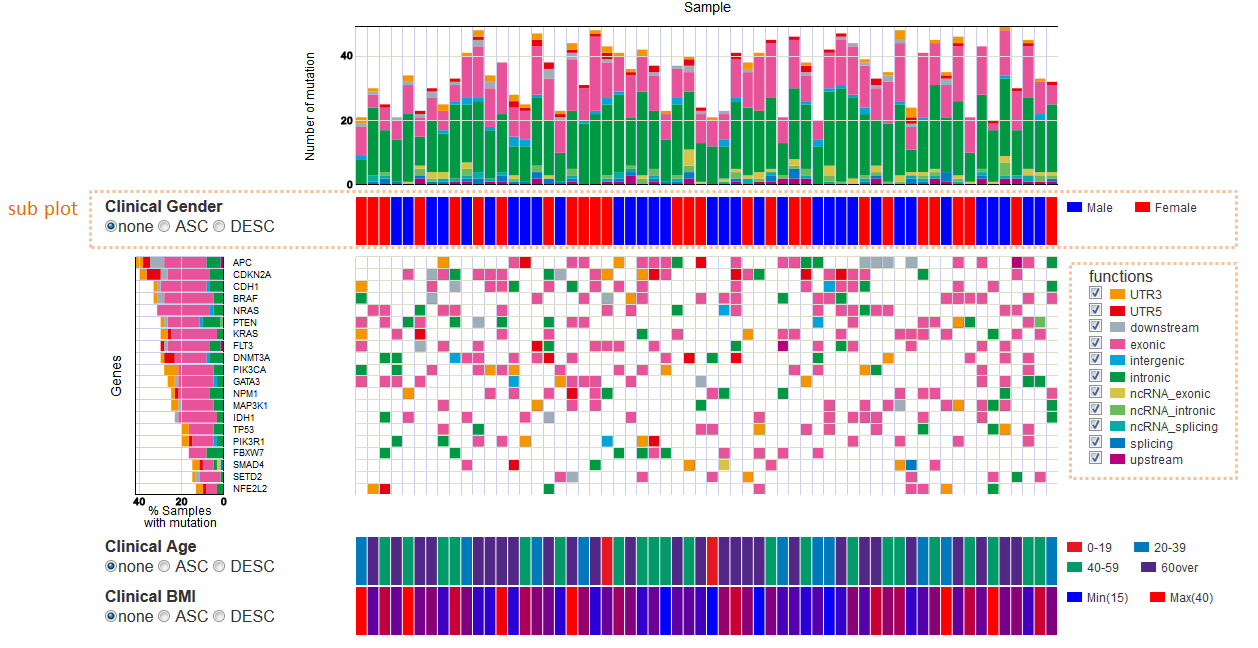 Sample
Number of mutation
40
20
0
sub plot
Clinical Gender
none ASC DESC
Male Female
Genes
APC
CDKN2A
CDH1
BRAF
NRAS
PTEN
KRAS
FLT3
DNMT3A
PIK3CA
GATA3
NPM1
MAP3K1
IDH1
TP53
PIK3R1
FBXW7
SMAD4
SETD2
NFE2L2
40 20 0
% Samples
with mutation
functions
UTR3
UTR5
downstream
exonic
intergenic
intronic
ncRNA_exonic
ncRNA_intronic
ncRNA_splicing
splicing
upstream
Clinical Age
none ASC DESC
0-19 20-39
40-59 60over
Clinical BMI
none ASC DESC
Min(15) Max(40)